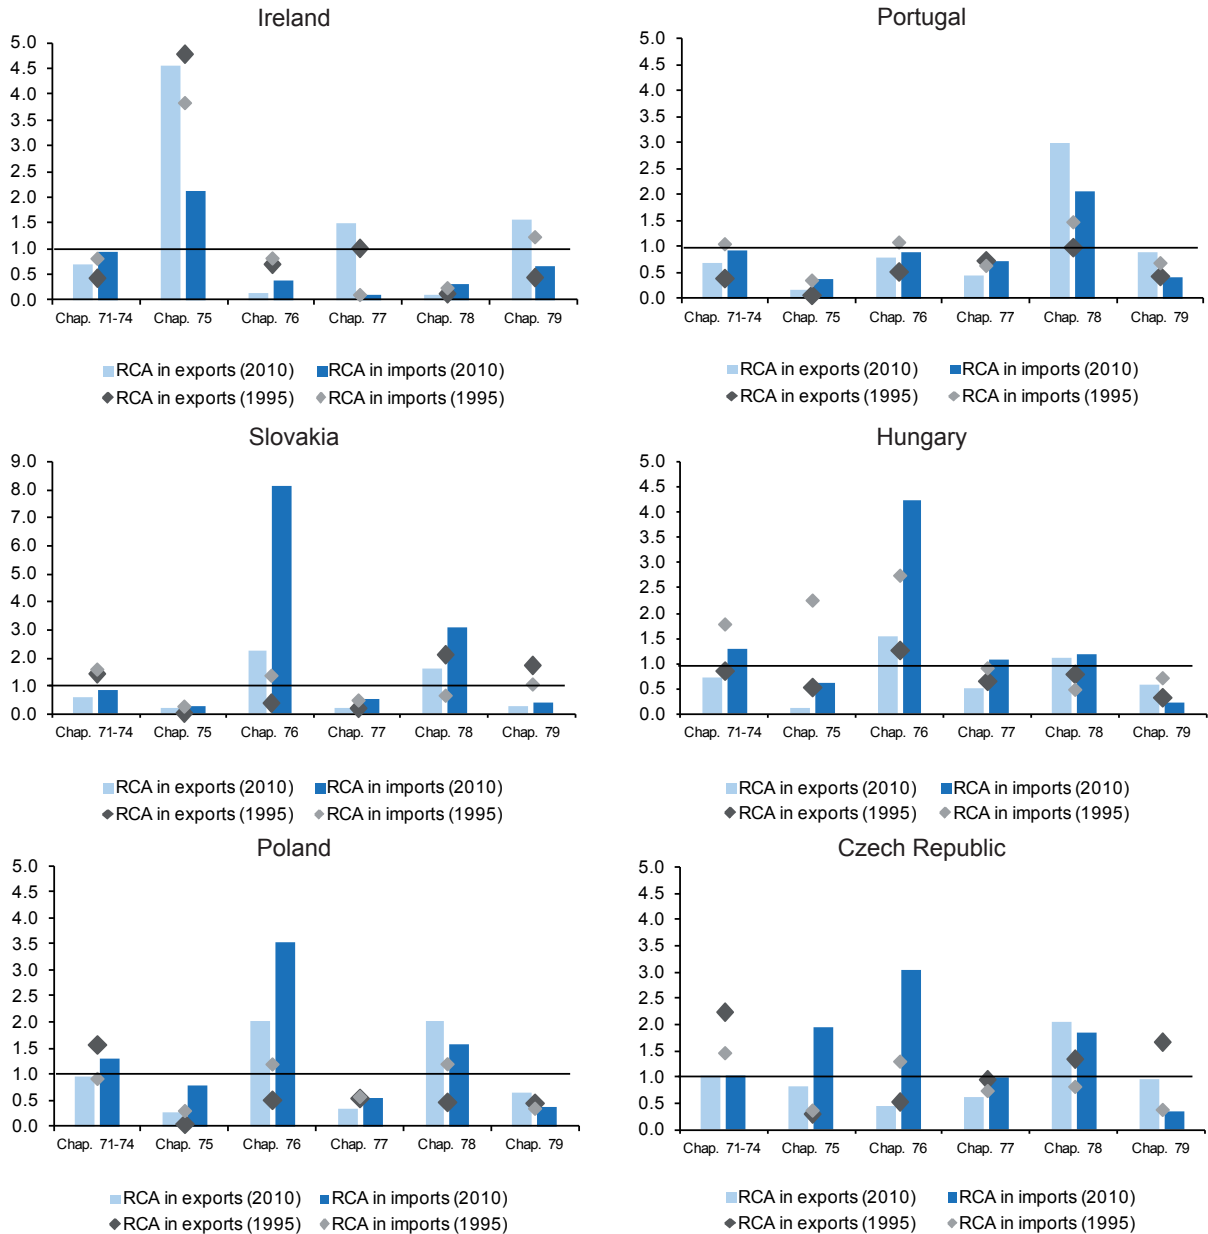 Ireland
5.0
4.5
4.0
3.5
3.0
2.5
2.0
1.5
1.0
0.5
0.0
Chap. 71-74 Chap. 75 Chap. 76 Chap. 77 Chap. 78 Chap. 79
RCA in exports (2010) RCA in imports (2010)
RCA in exports (1995) RCA in imports (1995)
Portugal
5.0
4.5
4.0
3.5
3.0
2.5
2.0
1.5
1.0
0.5
0.0
Chap. 71-74 Chap. 75 Chap. 76 Chap. 77 Chap. 78 Chap. 79
RCA in exports (2010) RCA in imports (2010)
RCA in exports (1995) RCA in imports (1995)
Slovakia
9.0
8.0
7.0
6.0
5.0
4.0
3.0
2.0
1.0
0.0
Chap. 71-74 Chap. 75 Chap. 76 Chap. 77 Chap. 78 Chap. 79
RCA in exports (2010) RCA in imports (2010)
RCA in exports (1995) RCA in imports (1995)
Hungary
5.0
4.5
4.0
3.5
3.0
2.5
2.0
1.5
1.0
0.5
0.0
Chap. 71-74 Chap. 75 Chap. 76 Chap. 77 Chap. 78 Chap. 79
RCA in exports (2010) RCA in imports (2010)
RCA in exports (1995) RCA in imports (1995)
Poland
5.0
4.5
4.0
3.5
3.0
2.5
2.0
1.5
1.0
0.5
0.0
Chap. 71-74 Chap. 75 Chap. 76 Chap. 77 Chap. 78 Chap. 79
RCA in exports (2010) RCA in imports (2010)
RCA in exports (1995) RCA in imports (1995)
Czech Republic
5.0
4.5
4.0
3.5
3.0
2.5
2.0
1.5
1.0
0.5
0.0
Chap. 71-74 Chap. 75 Chap. 76 Chap. 77 Chap. 78 Chap. 79
RCA in exports (2010) RCA in imports (2010)
RCA in exports (1995) RCA in imports (1995)